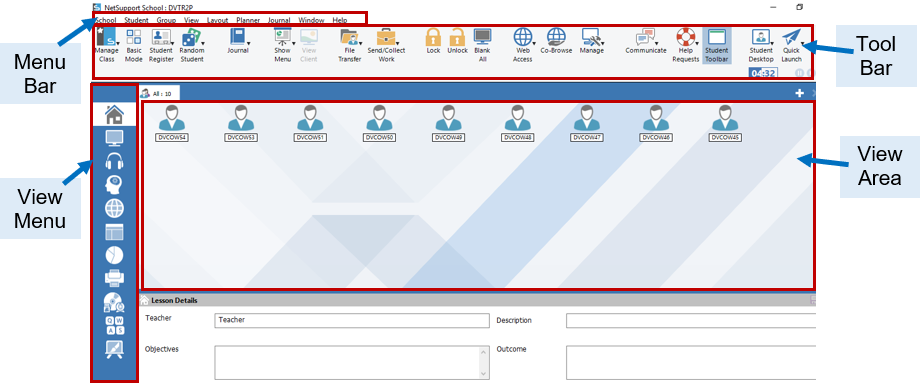 NetSupport School : DVTR2P
School Student Group View Layout Planner Journal Window Help
Manage Class
Basic Mode
Student Register
Random Student
Journal
Show Menu
View Client
File Transfer
Send/Collect Work
Lock
Unlock
Blank All
Web Access
Co-Browse
Manage
Communicate
Help Requests
Student Toolbar
Student Desktop
Quick Launch
04:32
Menu
Bar
Tool
Bar
All : 10
DVCOW54 DVCOW53 DVCOW51 DVCOW50 DVCOW49 DVCOW48 DVCOW47 DVCOW46 DVCOW45
View
Area
View
Menu
Q W
A S
Lesson Details
Teacher Teacher Description
Objectives Outcome